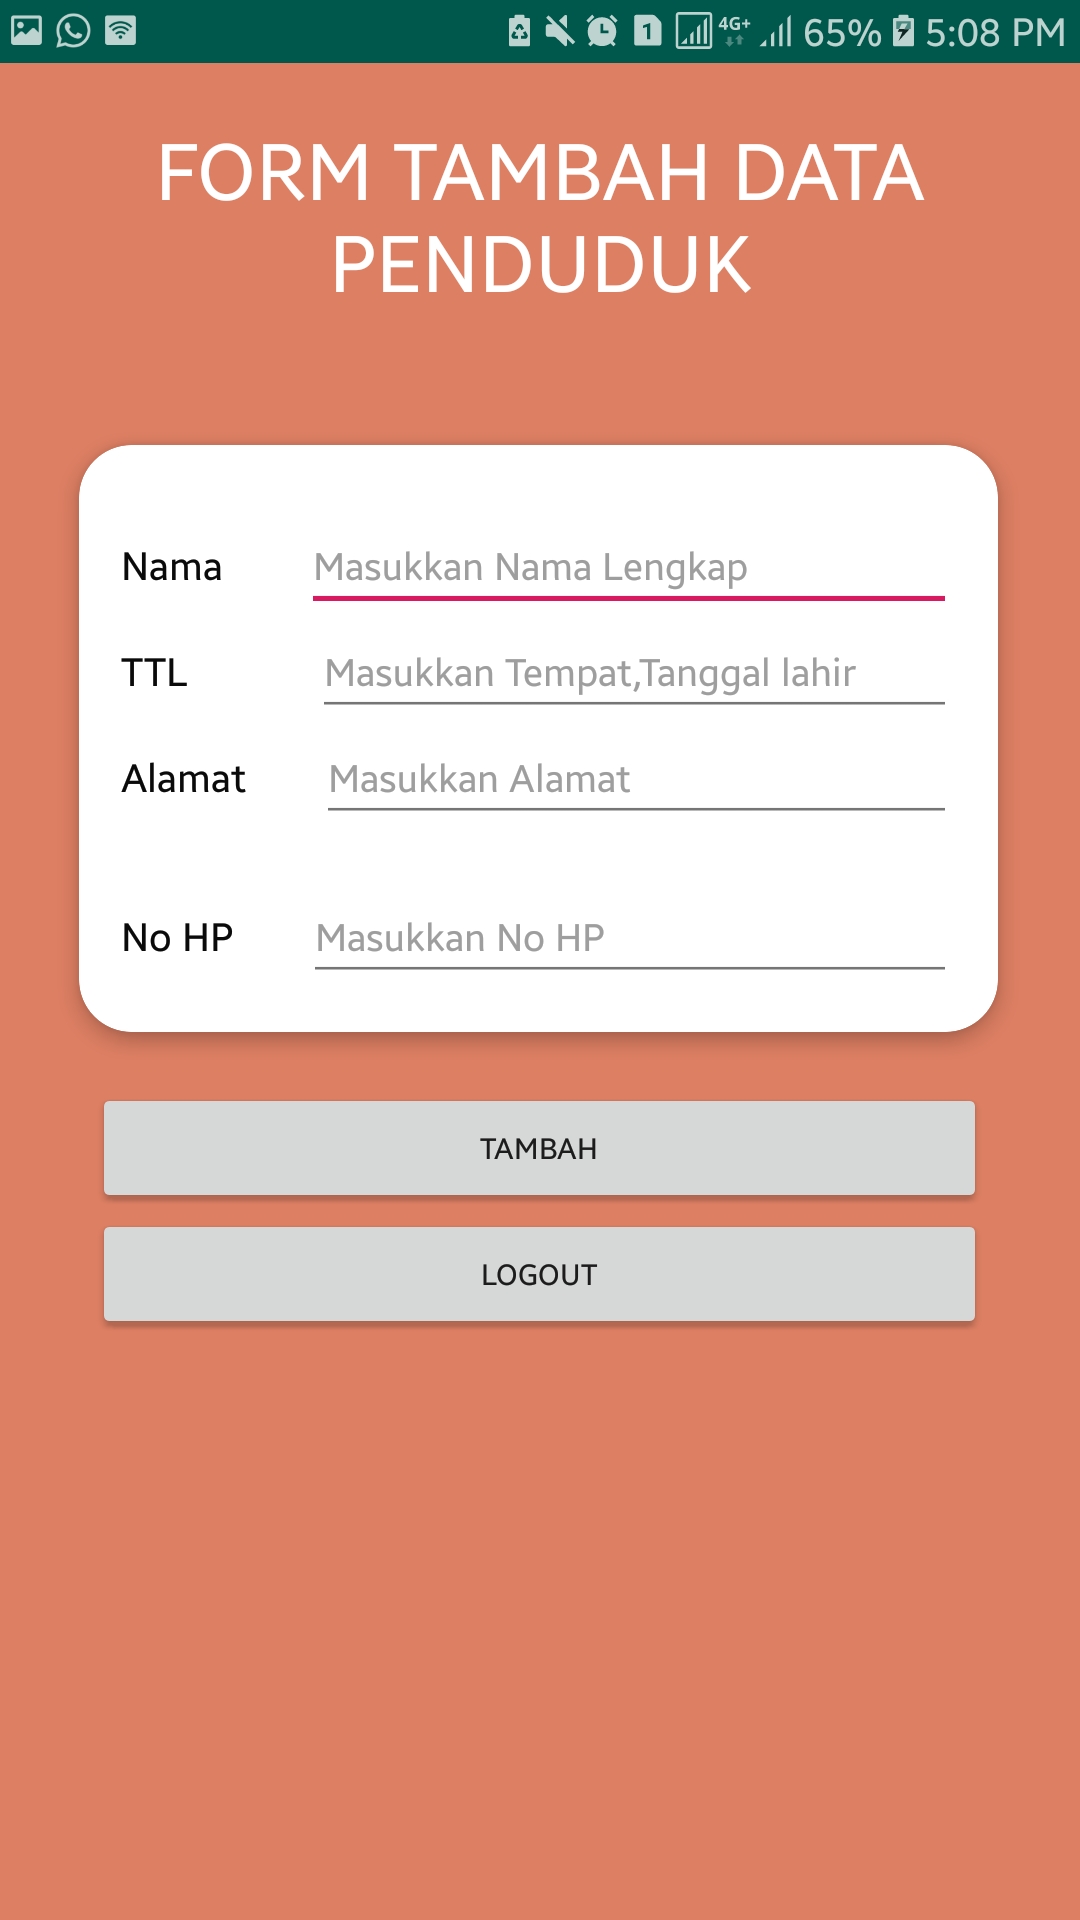 1 4G+ 65% 5:08 PM
FORM TAMBAH DATA
PENDUDUK
Nama Masukkan Nama Lengkap
TTL Masukkan Tempat,Tanggal lahir
Alamat Masukkan Alamat
No HP Masukkan No HP
TAMBAH
LOGOUT